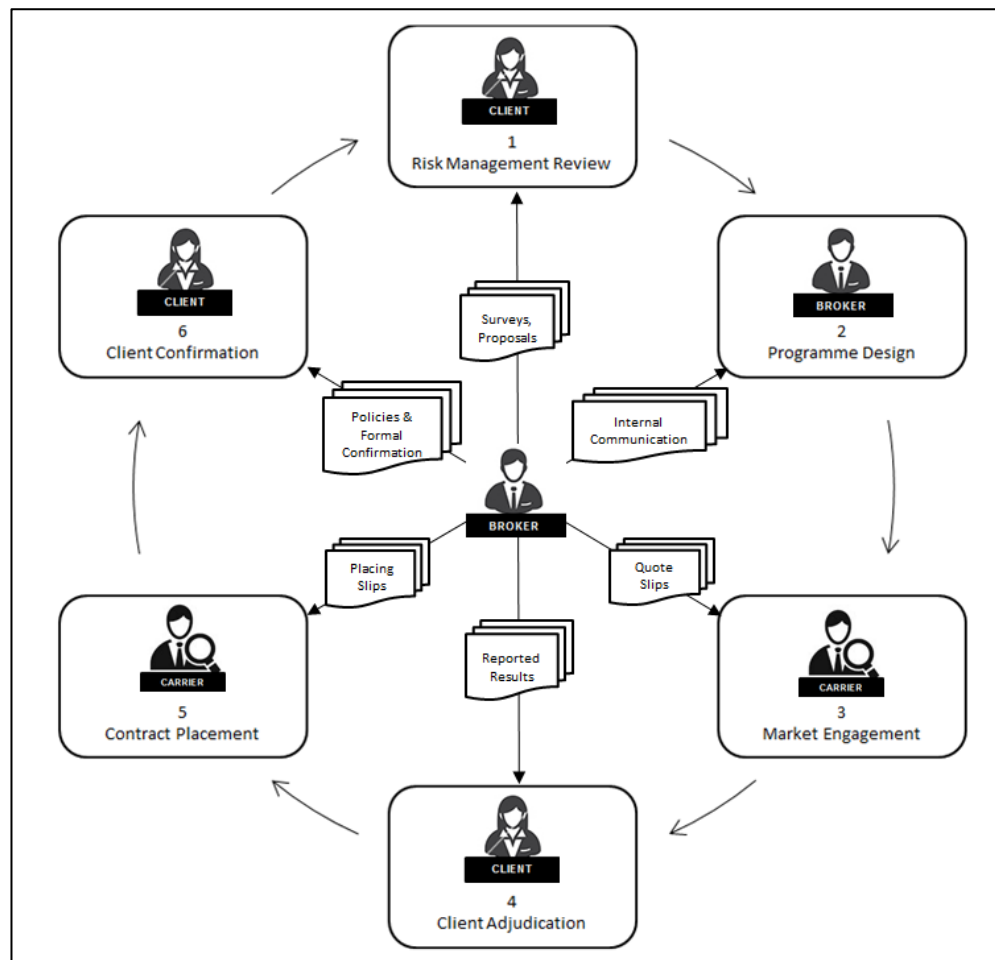 CLIENT
1
Risk Management Review
BROKER
2
Programme Design
CARRIER
3
Market Engagement
CLIENT
4
Client Adjudication
CARRIER
5
Contract Placement
CLIENT
6
Client Confirmation
Surveys,
Proposals
Internal
Communication
Quote
Slips
Reported
Results
Placing
Slips
Policies &
Formal
Confirmation
BROKER